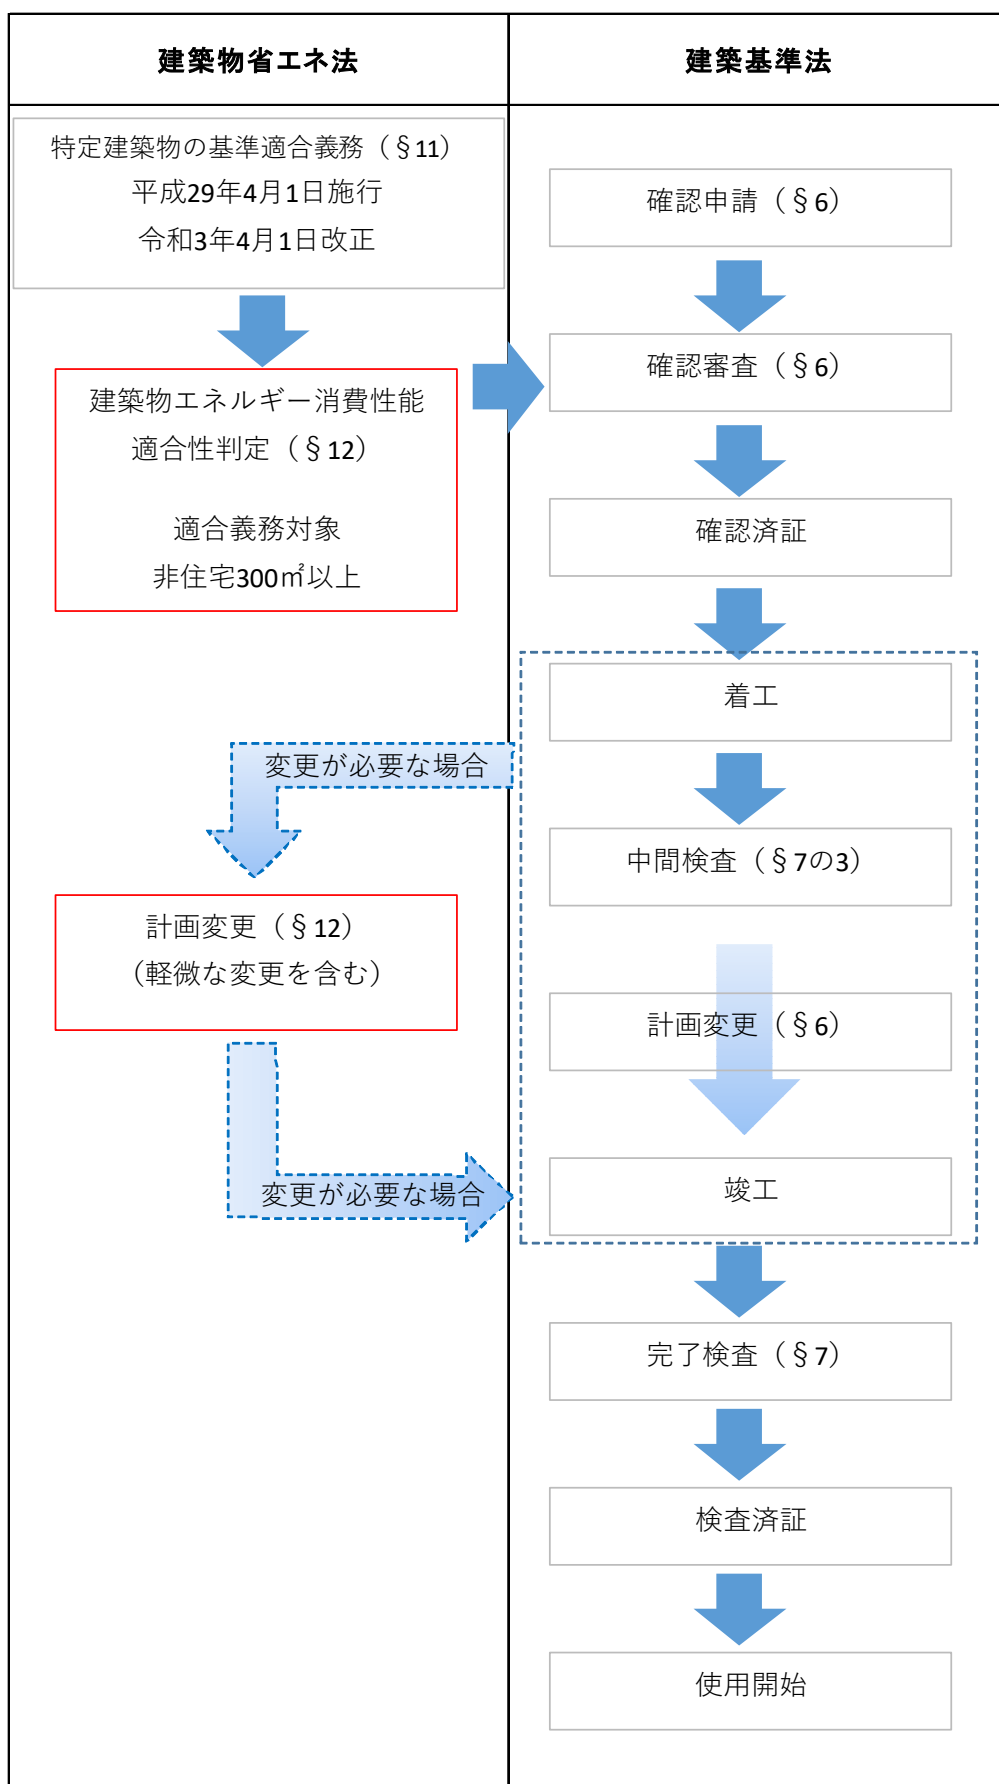 建築物省エネ法
建築基準法
特定建築物の基準適合義務（§11）
平成29年4月1日施行
令和3年4月1日改正
確認申請（§6）
確認審査（§6）
建築物エネルギー消費性能
適合性判定（§12）
適合義務対象
非住宅300㎡以上
確認済証
着工
変更が必要な場合
中間検査（§7の3）
計画変更（§12）
（軽微な変更を含む）
計画変更（§6）
変更が必要な場合
竣工
完了検査（§7）
検査済証
使用開始